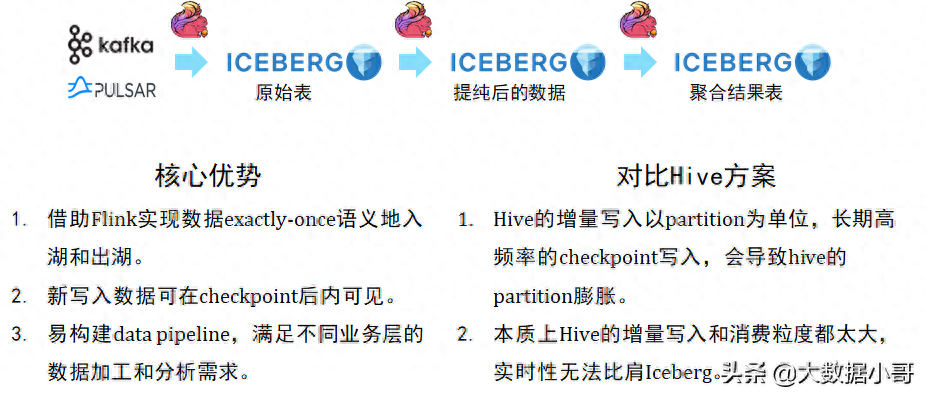 kafka
PULSAR
ICEBERG
ICEBERG
ICEBERG
原始表
提纯后的数据
聚合结果表
核心优势
1. 借助Flink实现数据exactly-once语义地入
湖和出湖。
2. 新写入数据可在checkpoint后内可见。
3. 易构建data pipeline，满足不同业务层的
数据加工和分析需求。
对比Hive方案
1. Hive的增量写入以partition为单位，长期高
频率的checkpoint写入，会导致hive的
partition膨胀。
2. 本质上Hive的增量写入和消费粒度都太大，
实时性无法比肩Iceberg。
头条 @大数据小哥